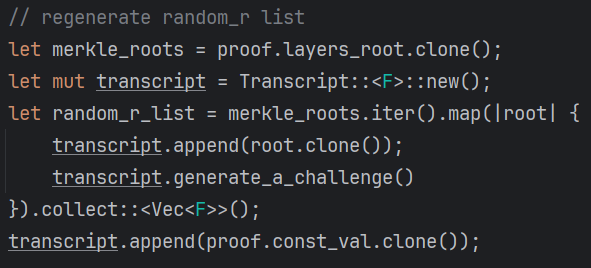 // regenerate random_r list
let merkle_roots = proof.layers_root.clone();
let mut transcript = Transcript::<F>::new();
let random_r_list = merkle_roots.iter().map(|root| {
    transcript.append(root.clone());
    transcript.generate_a_challenge()
}).collect::<Vec<F>>();
transcript.append(proof.const_val.clone());